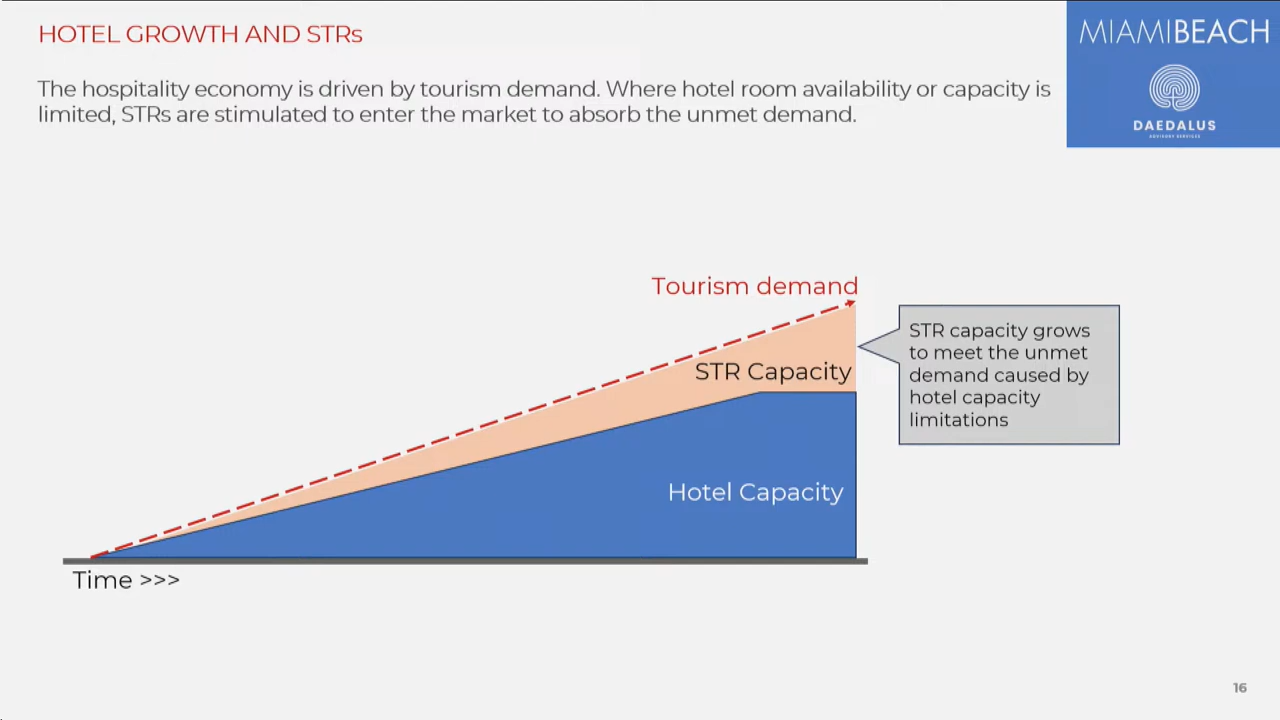 HOTEL GROWTH AND STRs
MIAMIBEACH
The hospitality economy is driven by tourism demand. Where hotel room availability or capacity is
limited, STRs are stimulated to enter the market to absorb the unmet demand.
DAEDALUS
ADVISORY SERVICES
Tourism demand
STR capacity grows
to meet the unmet
demand caused by
hotel capacity
limitations
STR Capacity
Hotel Capacity
Time >>>
16